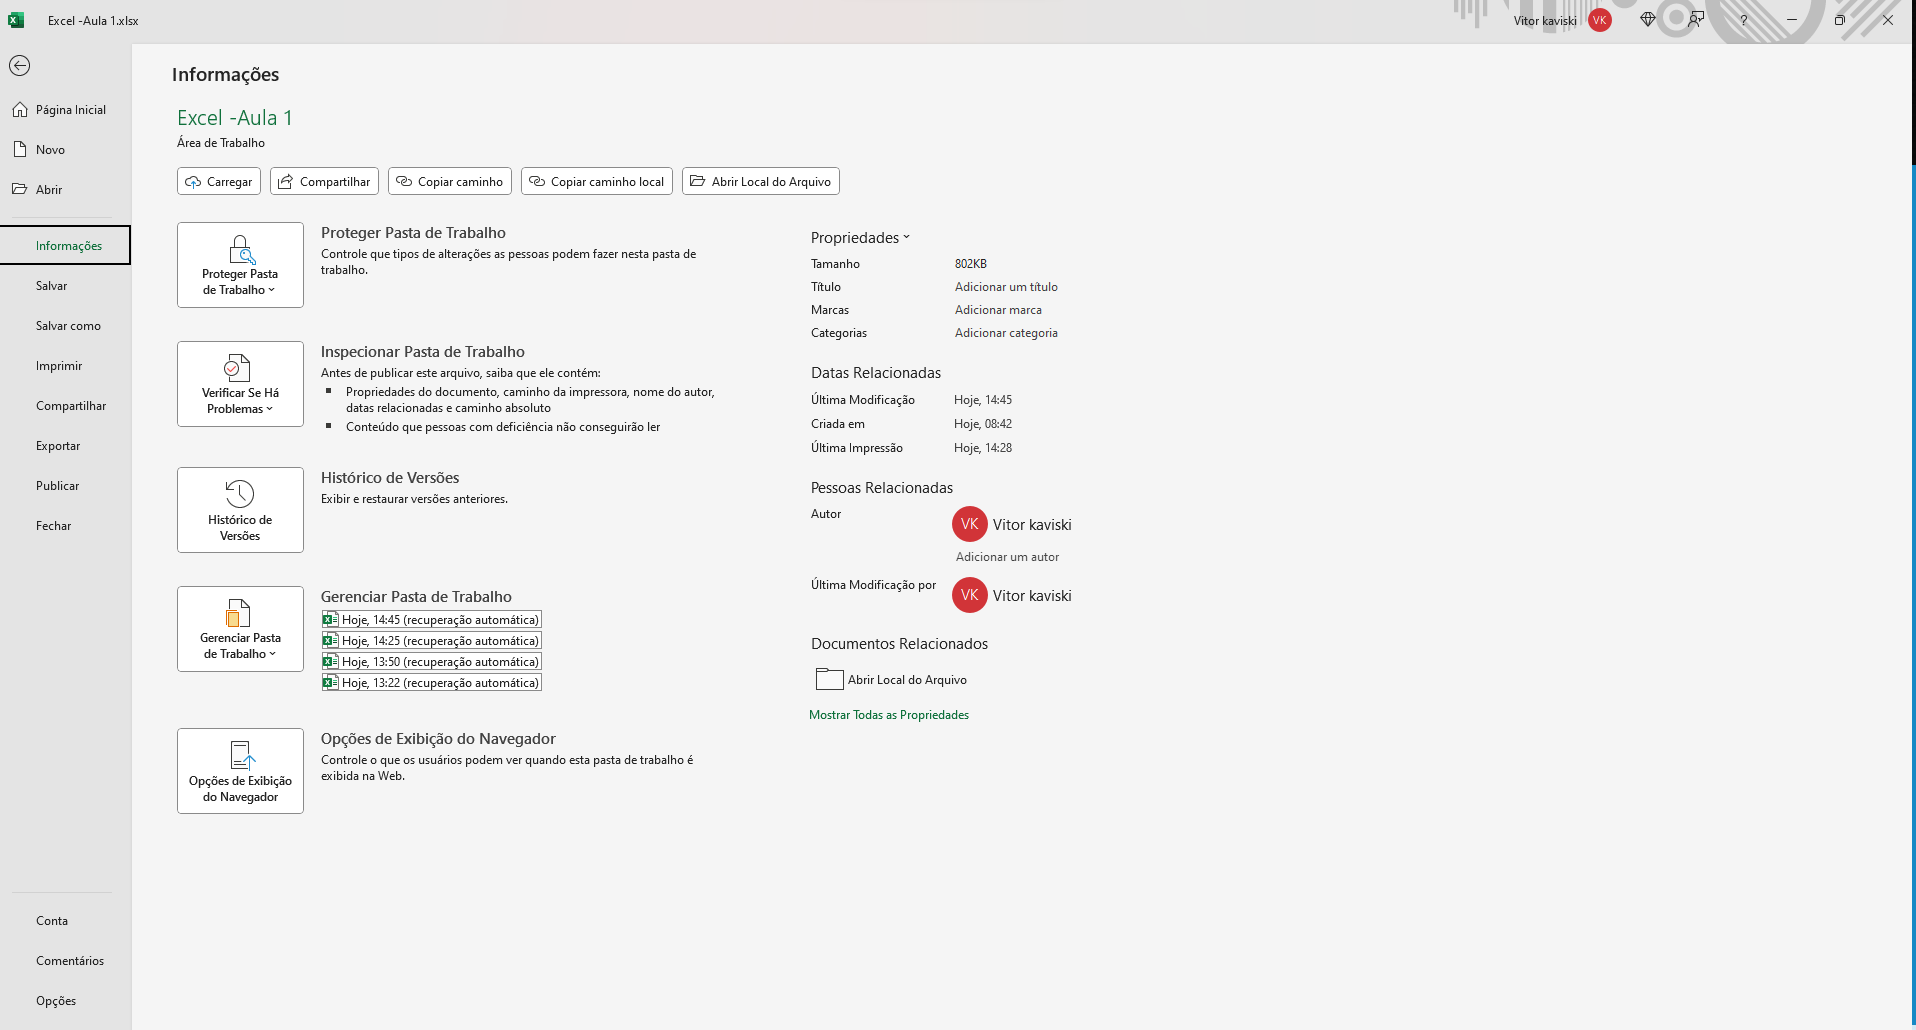 Excel -Aula 1.xlsx
Vitor kaviski VK ?
Página Inicial
Novo
Abrir
Informações
Salvar
Salvar como
Imprimir
Compartilhar
Exportar
Publicar
Fechar
Conta
Comentários
Opções
Informações
Excel -Aula 1
Área de Trabalho
Carregar Compartilhar Copiar caminho Copiar caminho local Abrir Local do Arquivo
Proteger Pasta
de Trabalho
Proteger Pasta de Trabalho
Controle que tipos de alterações as pessoas podem fazer nesta pasta de
trabalho.
Verificar Se Há
Problemas
Inspecionar Pasta de Trabalho
Antes de publicar este arquivo, saiba que ele contém:
Propriedades do documento, caminho da impressora, nome do autor,
datas relacionadas e caminho absoluto
Conteúdo que pessoas com deficiência não conseguirão ler
Histórico de
Versões
Histórico de Versões
Exibir e restaurar versões anteriores.
Gerenciar Pasta
de Trabalho
Gerenciar Pasta de Trabalho
Hoje, 14:45 (recuperação automática)
Hoje, 14:25 (recuperação automática)
Hoje, 13:50 (recuperação automática)
Hoje, 13:22 (recuperação automática)
Opções de Exibição
do Navegador
Opções de Exibição do Navegador
Controle o que os usuários podem ver quando esta pasta de trabalho é
exibida na Web.
Propriedades
Tamanho 802KB
Título Adicionar um título
Marcas Adicionar marca
Categorias Adicionar categoria
Datas Relacionadas
Última Modificação Hoje, 14:45
Criada em Hoje, 08:42
Última Impressão Hoje, 14:28
Pessoas Relacionadas
Autor VK Vitor kaviski
Adicionar um autor
Última Modificação por VK Vitor kaviski
Documentos Relacionados
Abrir Local do Arquivo
Mostrar Todas as Propriedades